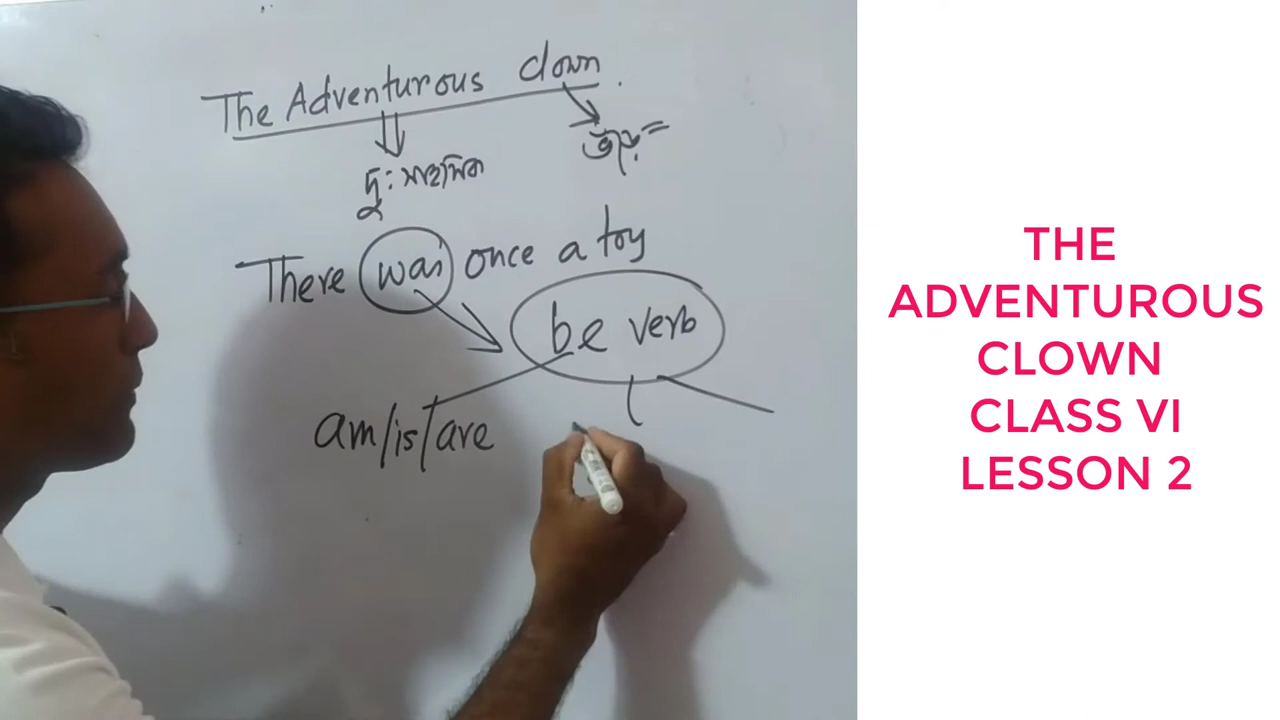 The Adventurous clown.
দুঃসাহসিক
ভাঁড়
There was once a toy
be verb
am/is/are
THE
ADVENTUROUS
CLOWN
CLASS VI
LESSON 2